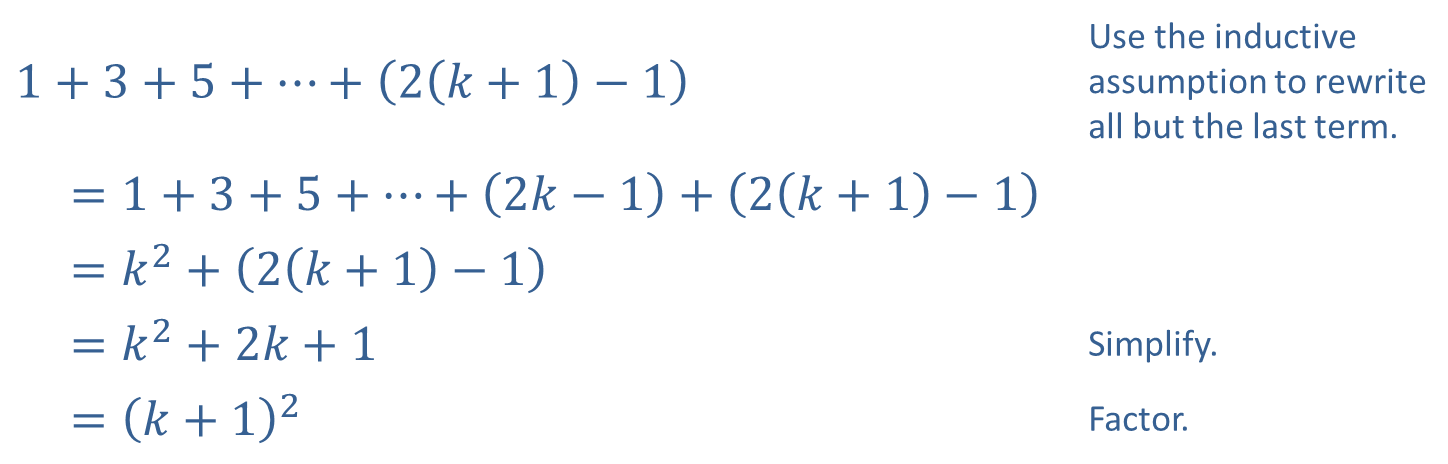 1 + 3 + 5 + ⋯ + (2(k + 1) − 1)
Use the inductive
assumption to rewrite
all but the last term.
= 1 + 3 + 5 + ⋯ + (2k − 1) + (2(k + 1) − 1)
= k² + (2(k + 1) − 1)
= k² + 2k + 1
Simplify.
= (k + 1)²
Factor.